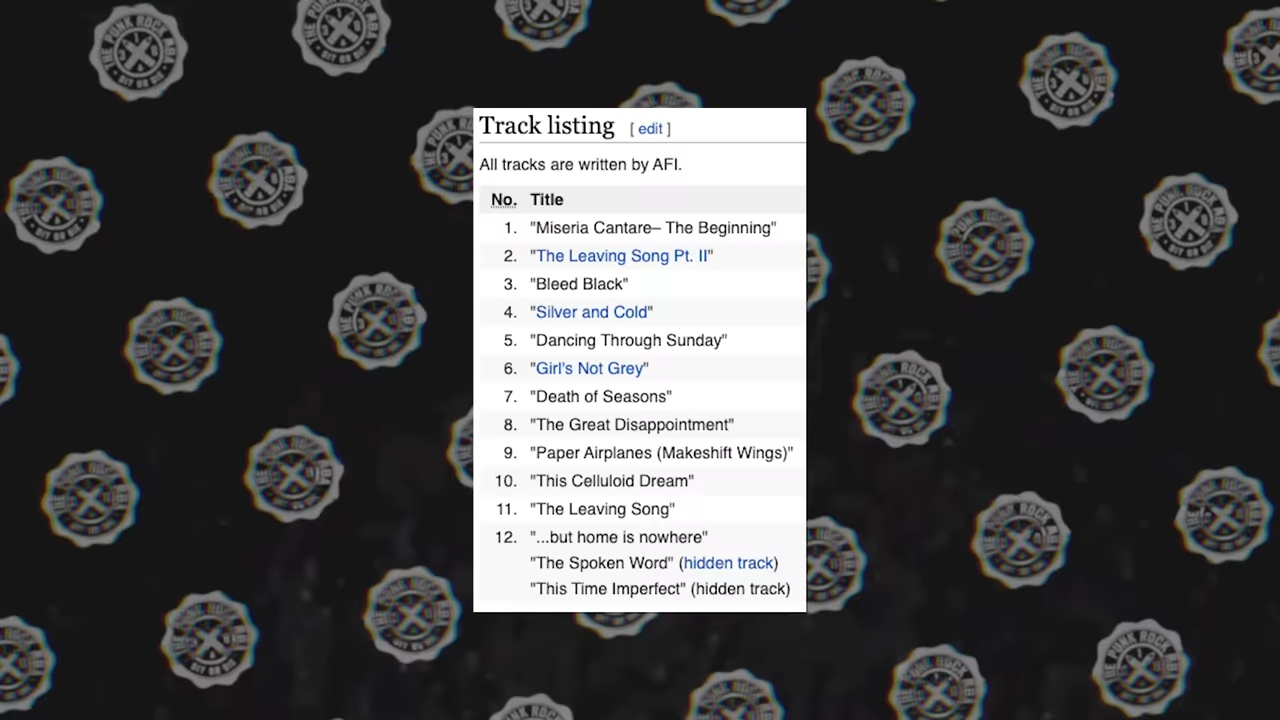 Track listing [ edit ]
All tracks are written by AFI.
No. Title
1. "Miseria Cantare– The Beginning"
2. "The Leaving Song Pt. II"
3. "Bleed Black"
4. "Silver and Cold"
5. "Dancing Through Sunday"
6. "Girl's Not Grey"
7. "Death of Seasons"
8. "The Great Disappointment"
9. "Paper Airplanes (Makeshift Wings)"
10. "This Celluloid Dream"
11. "The Leaving Song"
12. "...but home is nowhere"
"The Spoken Word" (hidden track)
"This Time Imperfect" (hidden track)
THE PUNK ROCK